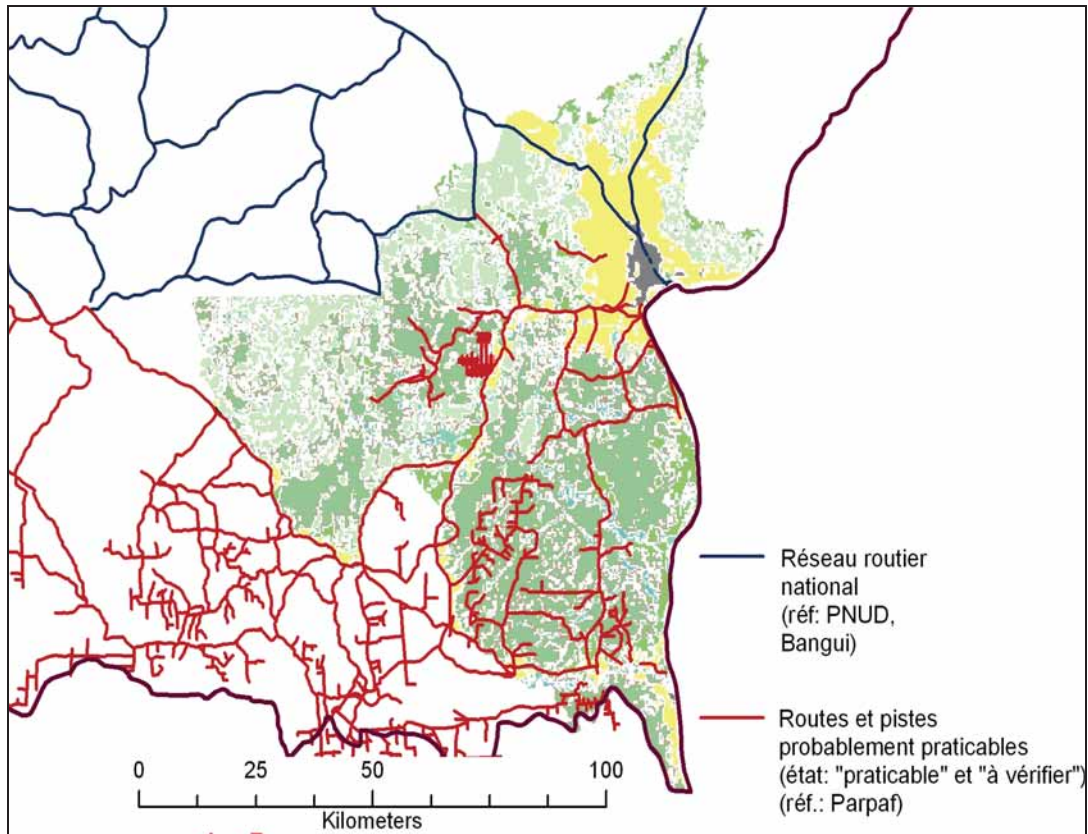 Réseau routier
national
(réf: PNUD,
Bangui)
Routes et pistes
probablement praticables
(état: "praticable" et "à vérifier")
(réf.: Parpaf)
0 25 50 100
Kilometers